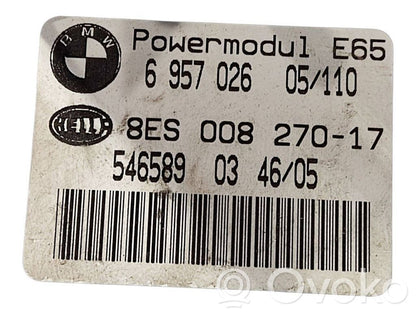 BMW
Powermodul E65
6 957 026 05/110
HELLA
8ES 008 270-17
546589 03 46/05
© Ovoko